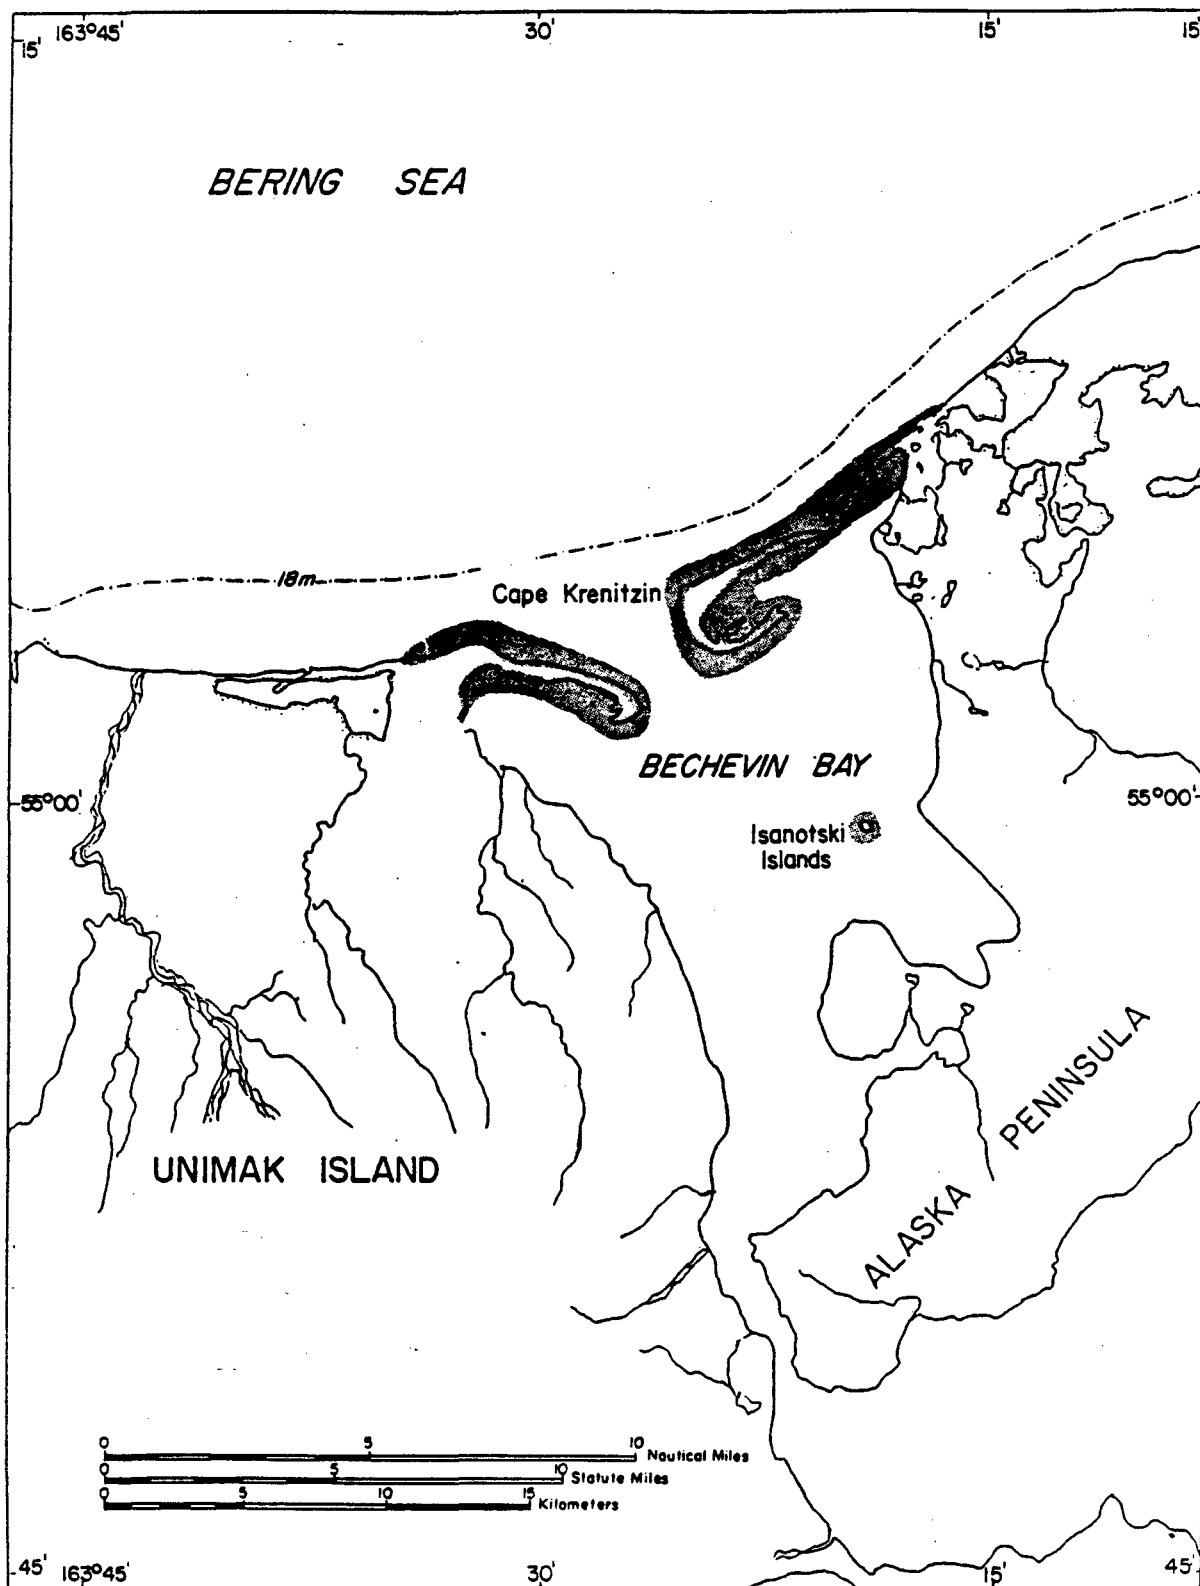 163°45' 30' 15' 15'
15'
BERING SEA
18m
Cape Krenitzin
BECHEVIN BAY
55°00' 55°00'
Isanotski
Islands
ALASKA PENINSULA
UNIMAK ISLAND
0 5 10 Nautical Miles
0 5 10 Statute Miles
0 5 10 15 Kilometers
45' 163°45' 30' 15' 45'